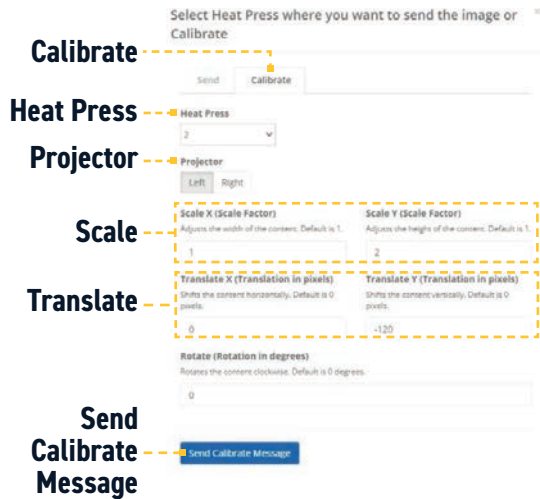 Select Heat Press where you want to send the image or
Calibrate
Calibrate
Send Calibrate
Heat Press
Heat Press
2
Projector
Projector
Left Right
Scale
Scale X (Scale Factor) Scale Y (Scale Factor)
Adjusts the width of the content. Default is 1. Adjusts the height of the content. Default is 1.
1 2
Translate
Translate X (Translation in pixels) Translate Y (Translation in pixels)
Shifts the content horizontally. Default is 0 Shifts the content vertically. Default is 0
pixels. pixels.
0 -120
Rotate (Rotation in degrees)
Rotates the content clockwise. Default is 0 degrees.
0
Send
Calibrate
Message
Send Calibrate Message